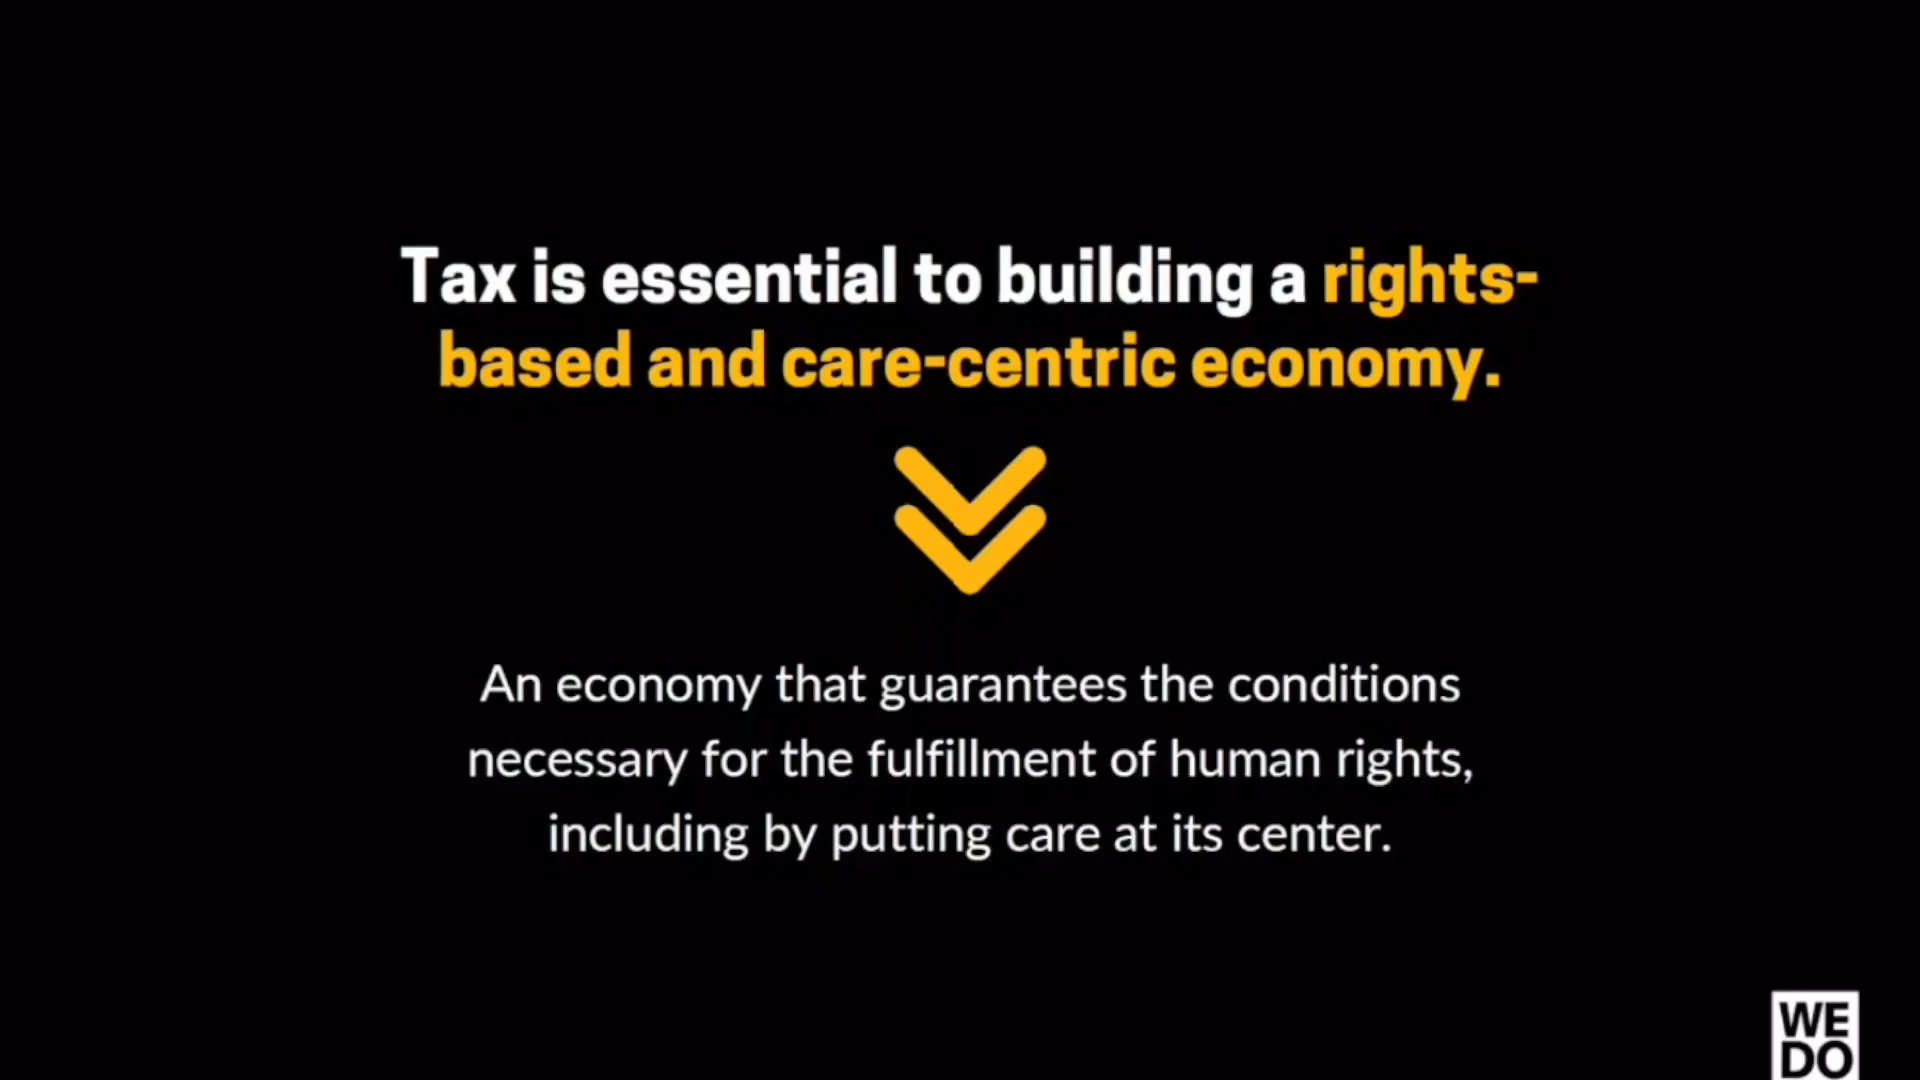 Tax is essential to building a rights-
based and care-centric economy.
An economy that guarantees the conditions
necessary for the fulfillment of human rights,
including by putting care at its center.
WE
DO